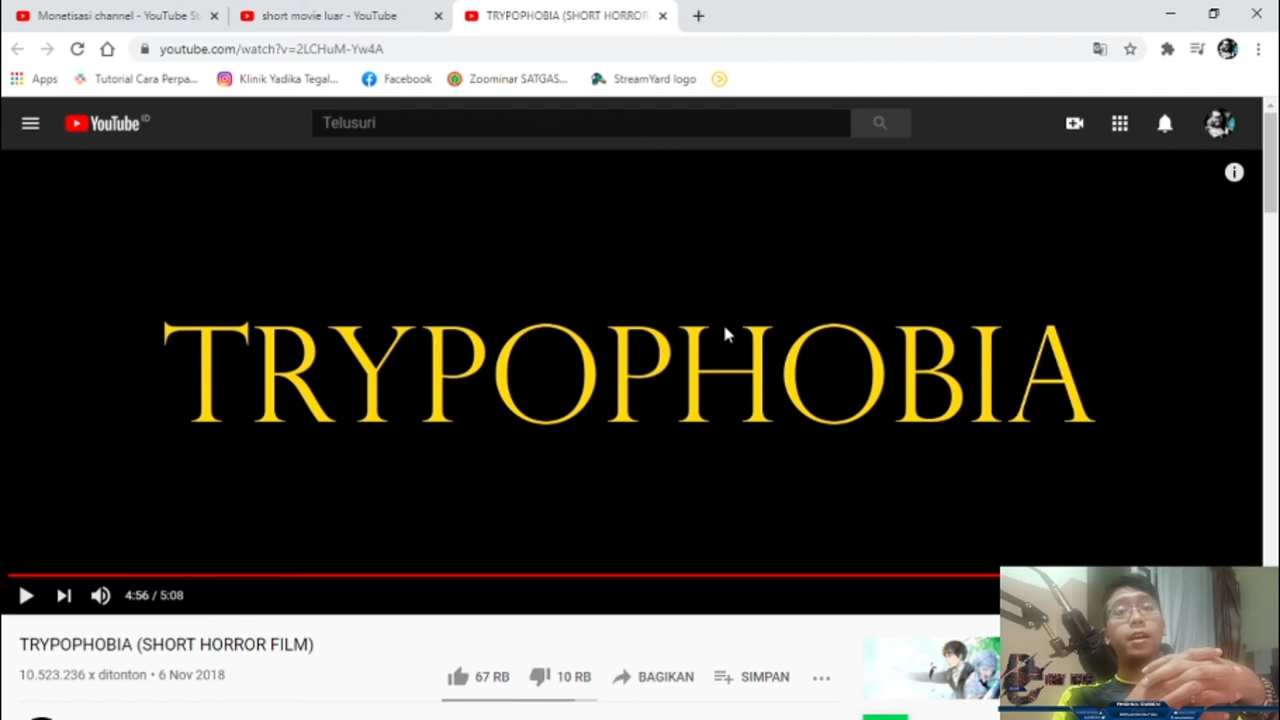 Monetisasi channel - YouTube St
short movie luar - YouTube
TRYPOPHOBIA (SHORT HORROR
youtube.com/watch?v=2LCHuM-Yw4A
Apps
Tutorial Cara Perpa...
Klinik Yadika Tegal...
Facebook
Zoominar SATGAS...
StreamYard logo
YouTube ID
Telusuri
TRYPOPHOBIA
4:56 / 5:08
TRYPOPHOBIA (SHORT HORROR FILM)
10.523.236 x ditonton • 6 Nov 2018
67 RB
10 RB
BAGIKAN
SIMPAN